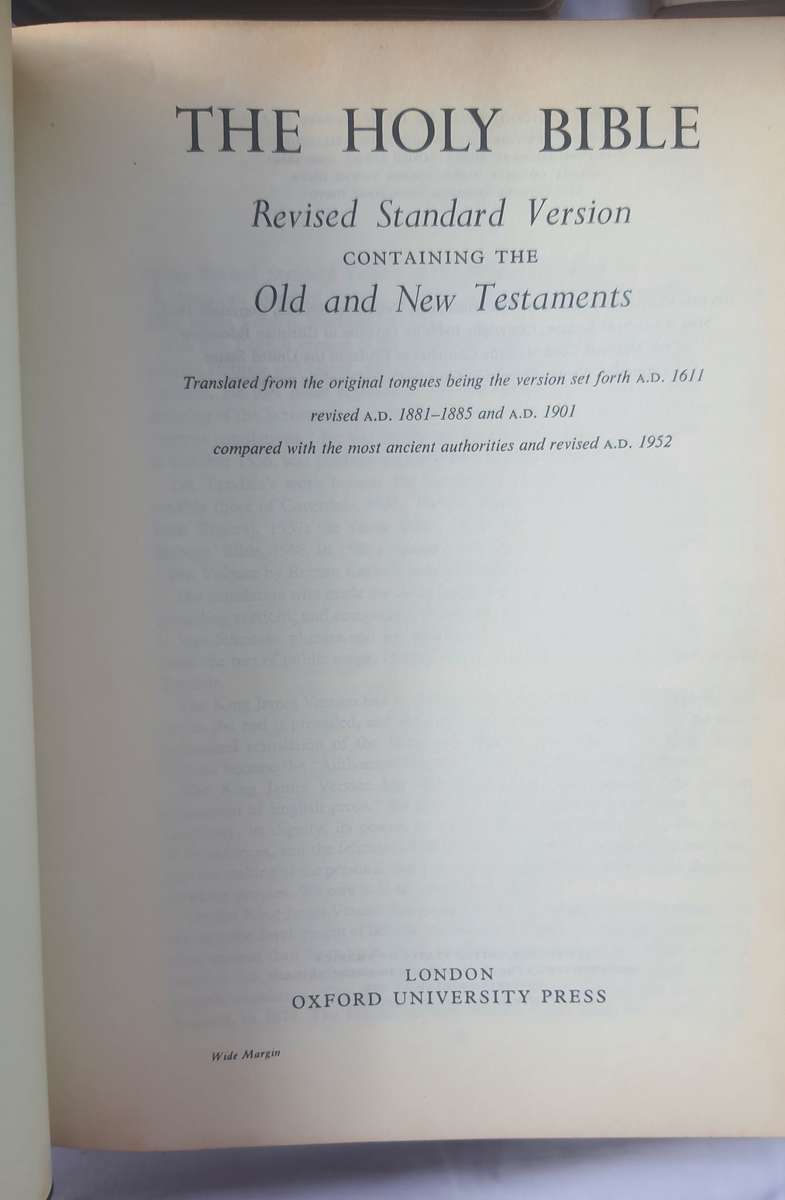 THE HOLY BIBLE
Revised Standard Version
CONTAINING THE
Old and New Testaments
Translated from the original tongues being the version set forth A.D. 1611
revised A.D. 1881–1885 and A.D. 1901
compared with the most ancient authorities and revised A.D. 1952
LONDON
OXFORD UNIVERSITY PRESS
Wide Margin